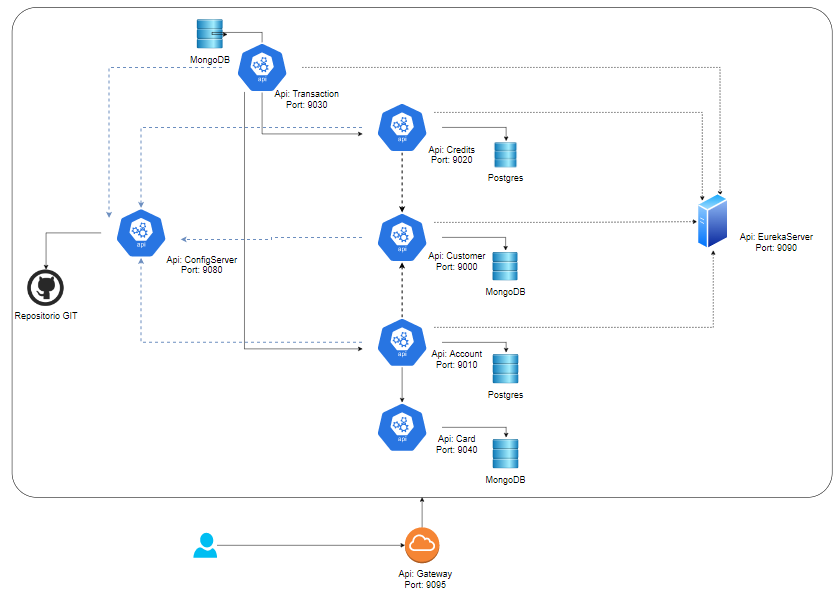 MongoDB
api
Api: Transaction
Port: 9030
api
Api: Credits
Port: 9020
Postgres
api
Api: ConfigServer
Port: 9080
api
Api: Customer
Port: 9000
MongoDB
Api: EurekaServer
Port: 9090
Repositorio GIT
api
Api: Account
Port: 9010
Postgres
api
Api: Card
Port: 9040
MongoDB
Api: Gateway
Port: 9095